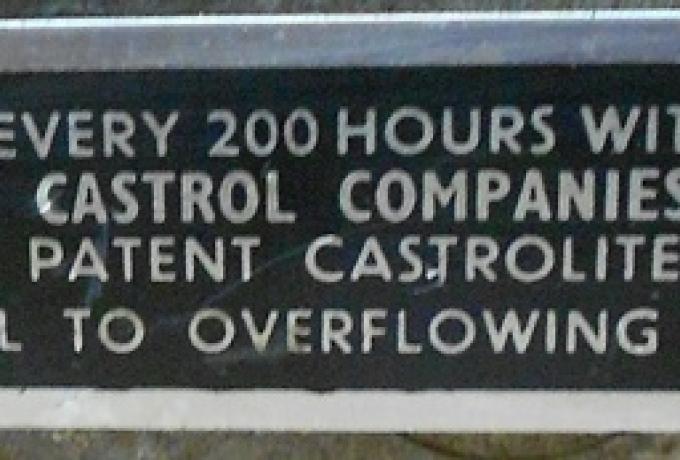 EVERY 200 HOURS WIT
CASTROL COMPANIES
PATENT CASTROLITE
L TO OVERFLOWING